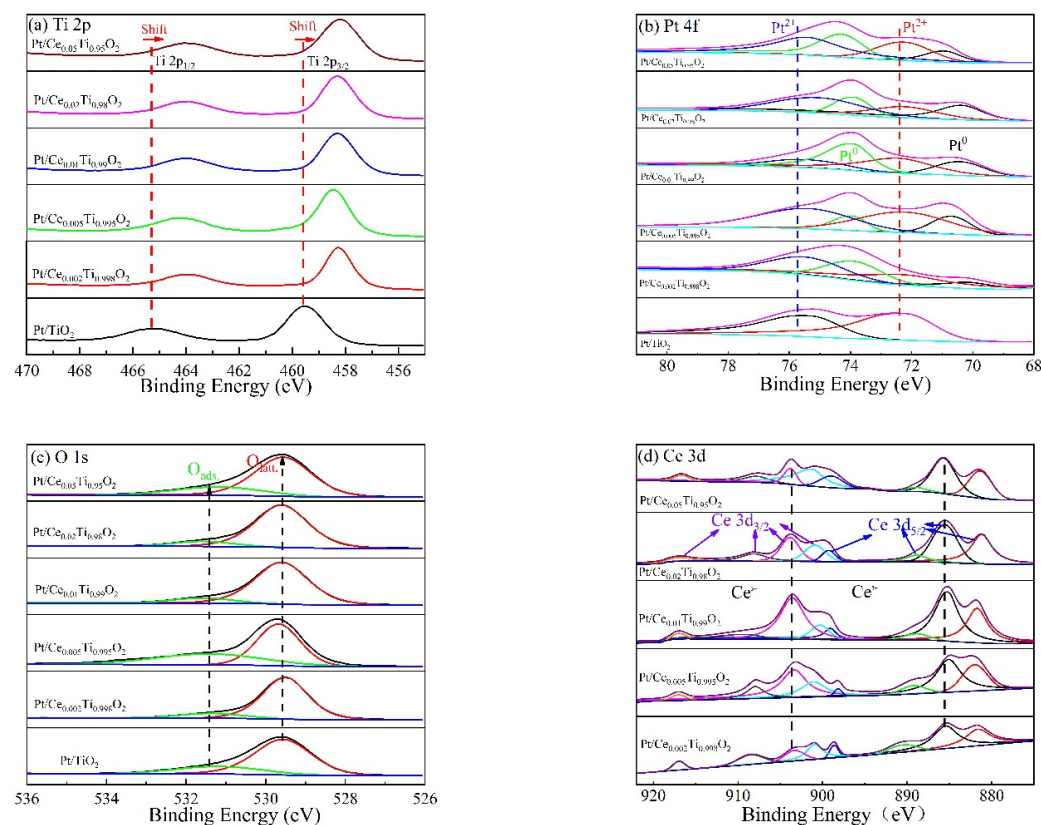 (a) Ti 2p
Shift
Shift
Pt/Ce0.05Ti0.95O2
Ti 2p1/2
Ti 2p3/2
Pt/Ce0.02Ti0.98O2
Pt/Ce0.01Ti0.99O2
Pt/Ce0.005Ti0.995O2
Pt/Ce0.002Ti0.998O2
Pt/TiO2
470 468 466 464 462 460 458 456
Binding Energy (eV)
(b) Pt 4f
Pt2+
Pt2+
Pt0
Pt0
Pt/Ce0.002Ti0.998O2
Pt/TiO2
80 78 76 74 72 70 68
Binding Energy (eV)
(c) O 1s
Oads.
Olatt.
Pt/Ce0.05Ti0.95O2
Pt/Ce0.02Ti0.98O2
Pt/Ce0.01Ti0.99O2
Pt/Ce0.005Ti0.995O2
Pt/Ce0.002Ti0.998O2
Pt/TiO2
536 534 532 530 528 526
Binding Energy (eV)
(d) Ce 3d
Pt/Ce0.05Ti0.95O2
Ce 3d3/2
Ce 3d5/2
Pt/Ce0.02Ti0.98O2
Pt/Ce0.01Ti0.99O2
Pt/Ce0.005Ti0.995O2
Pt/Ce0.002Ti0.998O2
920 910 900 890 880
Binding Energy (eV)